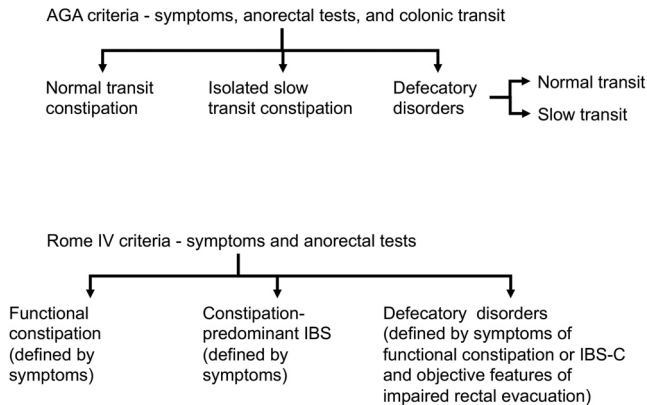 AGA criteria - symptoms, anorectal tests, and colonic transit
Normal transit
constipation
Isolated slow
transit constipation
Defecatory
disorders
Normal transit
Slow transit
Rome IV criteria - symptoms and anorectal tests
Functional
constipation
(defined by
symptoms)
Constipation-
predominant IBS
(defined by
symptoms)
Defecatory disorders
(defined by symptoms of
functional constipation or IBS-C
and objective features of
impaired rectal evacuation)